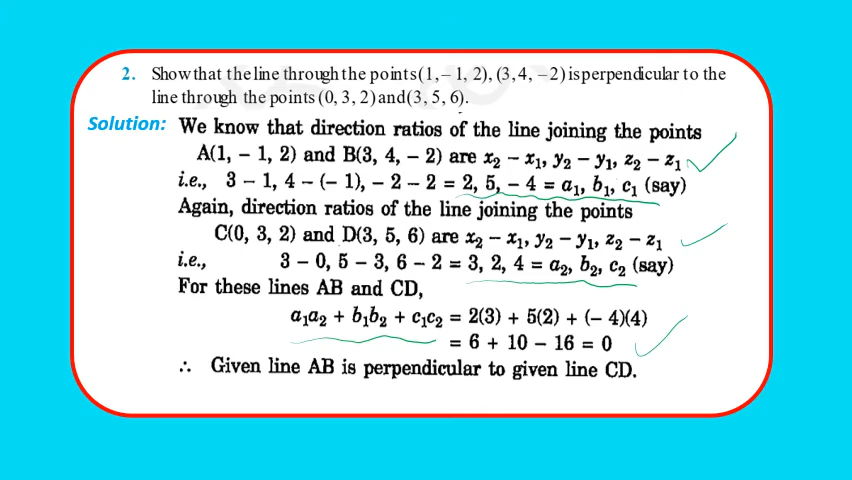 2. Show that the line through the points (1, – 1, 2), (3, 4, – 2) is perpendicular to the
line through the points (0, 3, 2) and (3, 5, 6).
Solution: We know that direction ratios of the line joining the points
A(1, – 1, 2) and B(3, 4, – 2) are x₂ – x₁, y₂ – y₁, z₂ – z₁
i.e., 3 – 1, 4 – (– 1), – 2 – 2 = 2, 5, – 4 = a₁, b₁, c₁ (say)
Again, direction ratios of the line joining the points
C(0, 3, 2) and D(3, 5, 6) are x₂ – x₁, y₂ – y₁, z₂ – z₁
i.e., 3 – 0, 5 – 3, 6 – 2 = 3, 2, 4 = a₂, b₂, c₂ (say)
For these lines AB and CD,
a₁a₂ + b₁b₂ + c₁c₂ = 2(3) + 5(2) + (– 4)(4)
= 6 + 10 – 16 = 0
∴ Given line AB is perpendicular to given line CD.